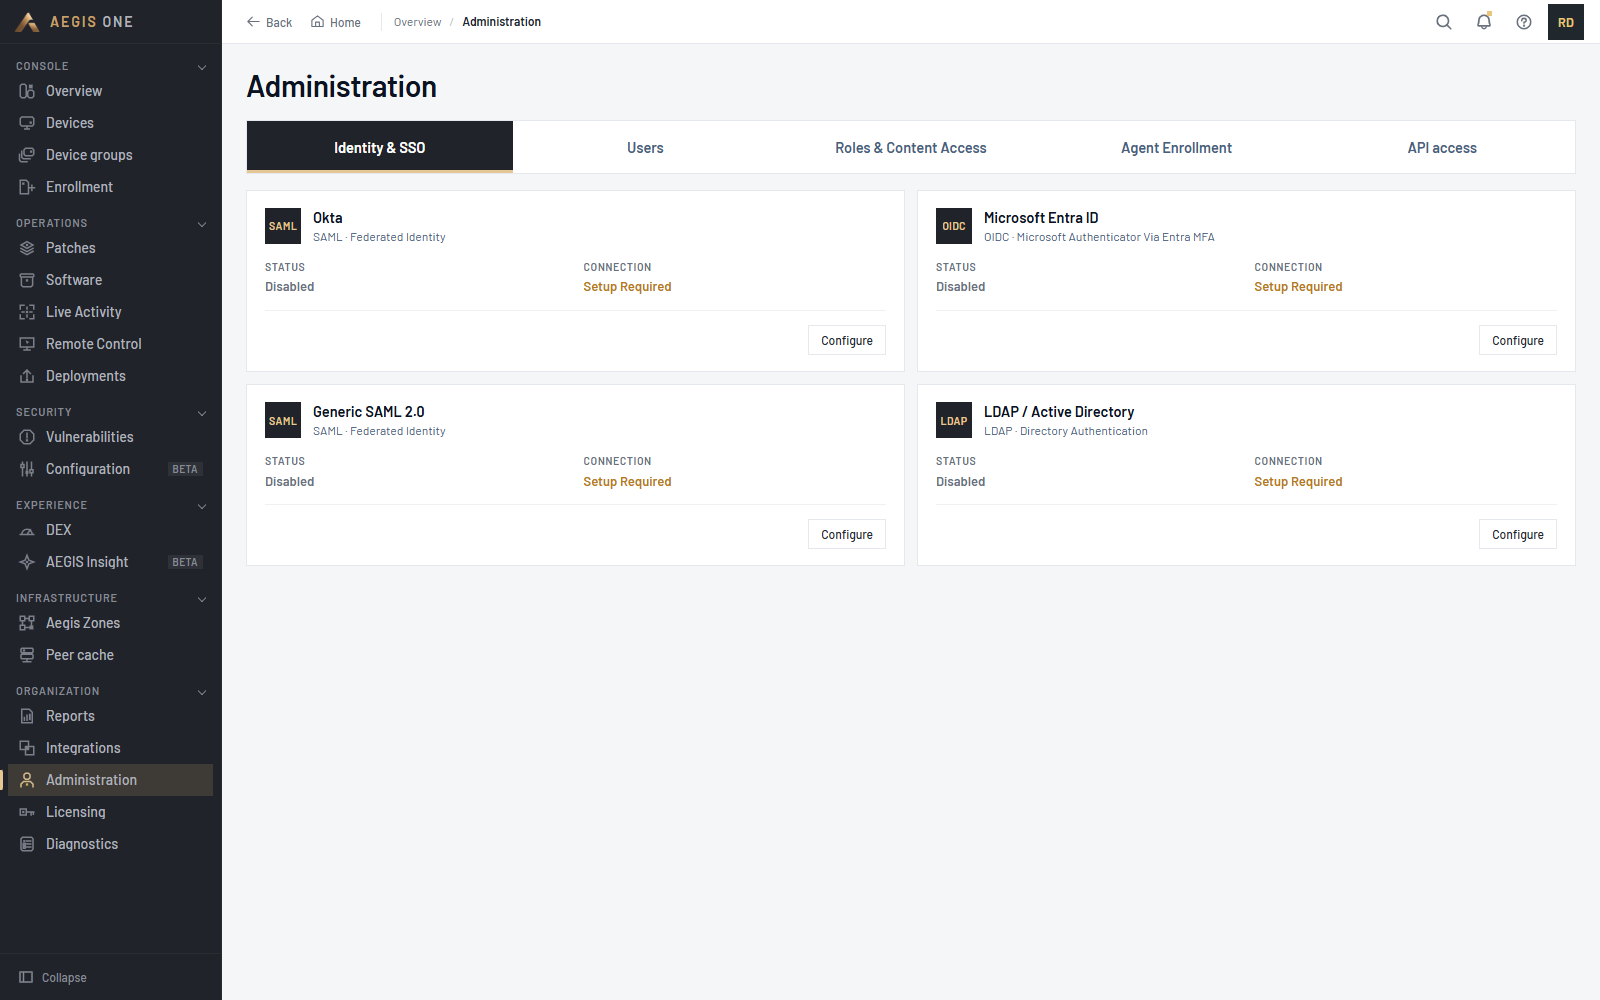 AEGIS ONE
CONSOLE
Overview
Devices
Device groups
Enrollment
OPERATIONS
Patches
Software
Live Activity
Remote Control
Deployments
SECURITY
Vulnerabilities
Configuration BETA
EXPERIENCE
DEX
AEGIS Insight BETA
INFRASTRUCTURE
Aegis Zones
Peer cache
ORGANIZATION
Reports
Integrations
Administration
Licensing
Diagnostics
Collapse
Back Home Overview / Administration RD
Administration
Identity & SSO Users Roles & Content Access Agent Enrollment API access
SAML Okta
SAML · Federated Identity
STATUS CONNECTION
Disabled Setup Required
Configure
OIDC Microsoft Entra ID
OIDC · Microsoft Authenticator Via Entra MFA
STATUS CONNECTION
Disabled Setup Required
Configure
SAML Generic SAML 2.0
SAML · Federated Identity
STATUS CONNECTION
Disabled Setup Required
Configure
LDAP LDAP / Active Directory
LDAP · Directory Authentication
STATUS CONNECTION
Disabled Setup Required
Configure